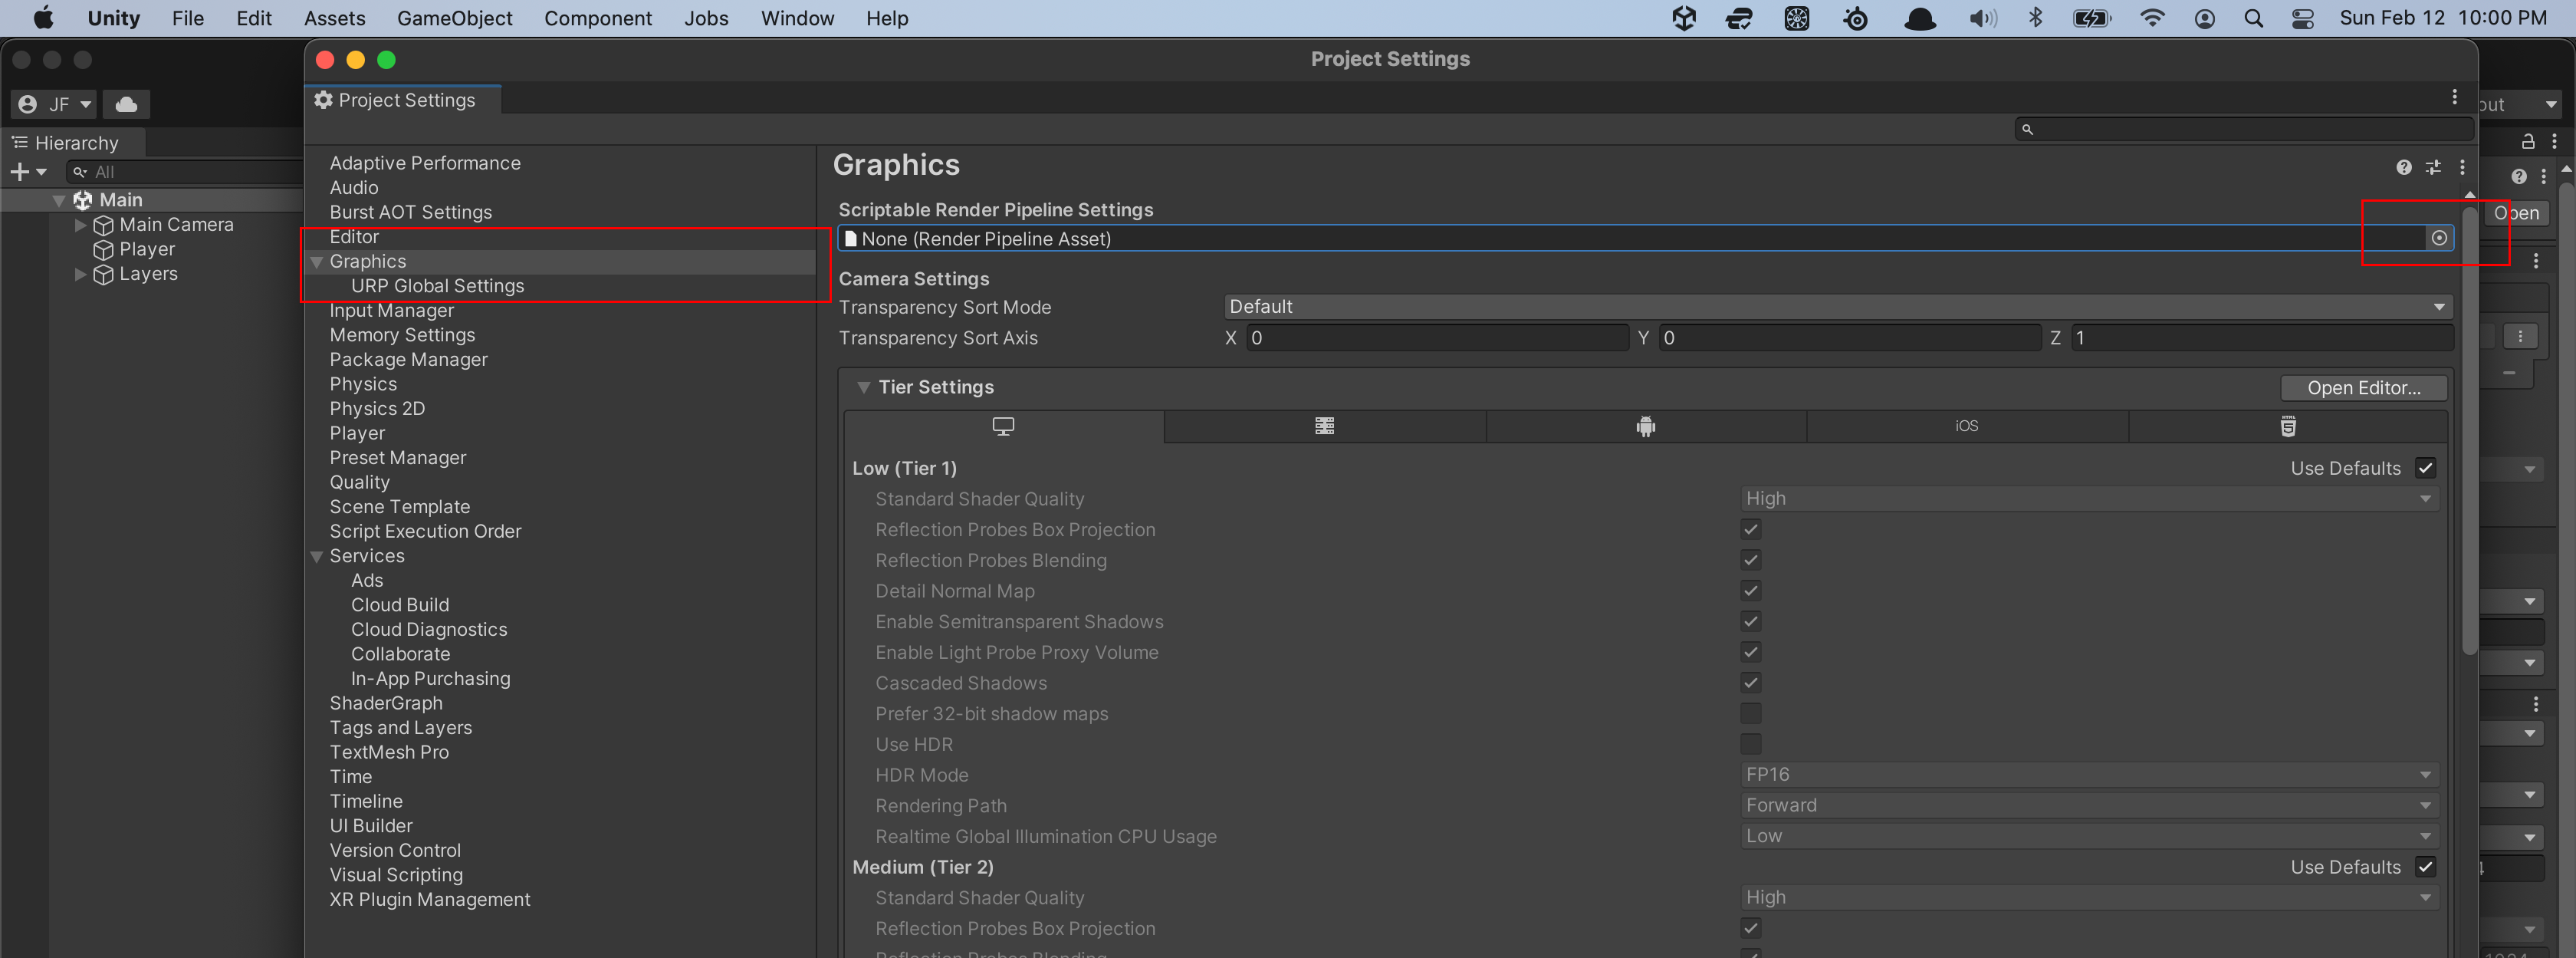 Unity File Edit Assets GameObject Component Jobs Window Help Sun Feb 12 10:00 PM
Project Settings
JF
Project Settings
Hierarchy
All
Main
Main Camera
Player
Layers
Adaptive Performance
Audio
Burst AOT Settings
Editor
Graphics
URP Global Settings
Input Manager
Memory Settings
Package Manager
Physics
Physics 2D
Player
Preset Manager
Quality
Scene Template
Script Execution Order
Services
Ads
Cloud Build
Cloud Diagnostics
Collaborate
In-App Purchasing
ShaderGraph
Tags and Layers
TextMesh Pro
Time
Timeline
UI Builder
Version Control
Visual Scripting
XR Plugin Management
Graphics
Scriptable Render Pipeline Settings
None (Render Pipeline Asset)
Camera Settings
Transparency Sort Mode Default
Transparency Sort Axis X 0 Y 0 Z 1
Tier Settings Open Editor...
iOS
Low (Tier 1) Use Defaults
Standard Shader Quality High
Reflection Probes Box Projection
Reflection Probes Blending
Detail Normal Map
Enable Semitransparent Shadows
Enable Light Probe Proxy Volume
Cascaded Shadows
Prefer 32-bit shadow maps
Use HDR
HDR Mode FP16
Rendering Path Forward
Realtime Global Illumination CPU Usage Low
Medium (Tier 2) Use Defaults
Standard Shader Quality High
Reflection Probes Box Projection
Reflection Probes Blending
Open